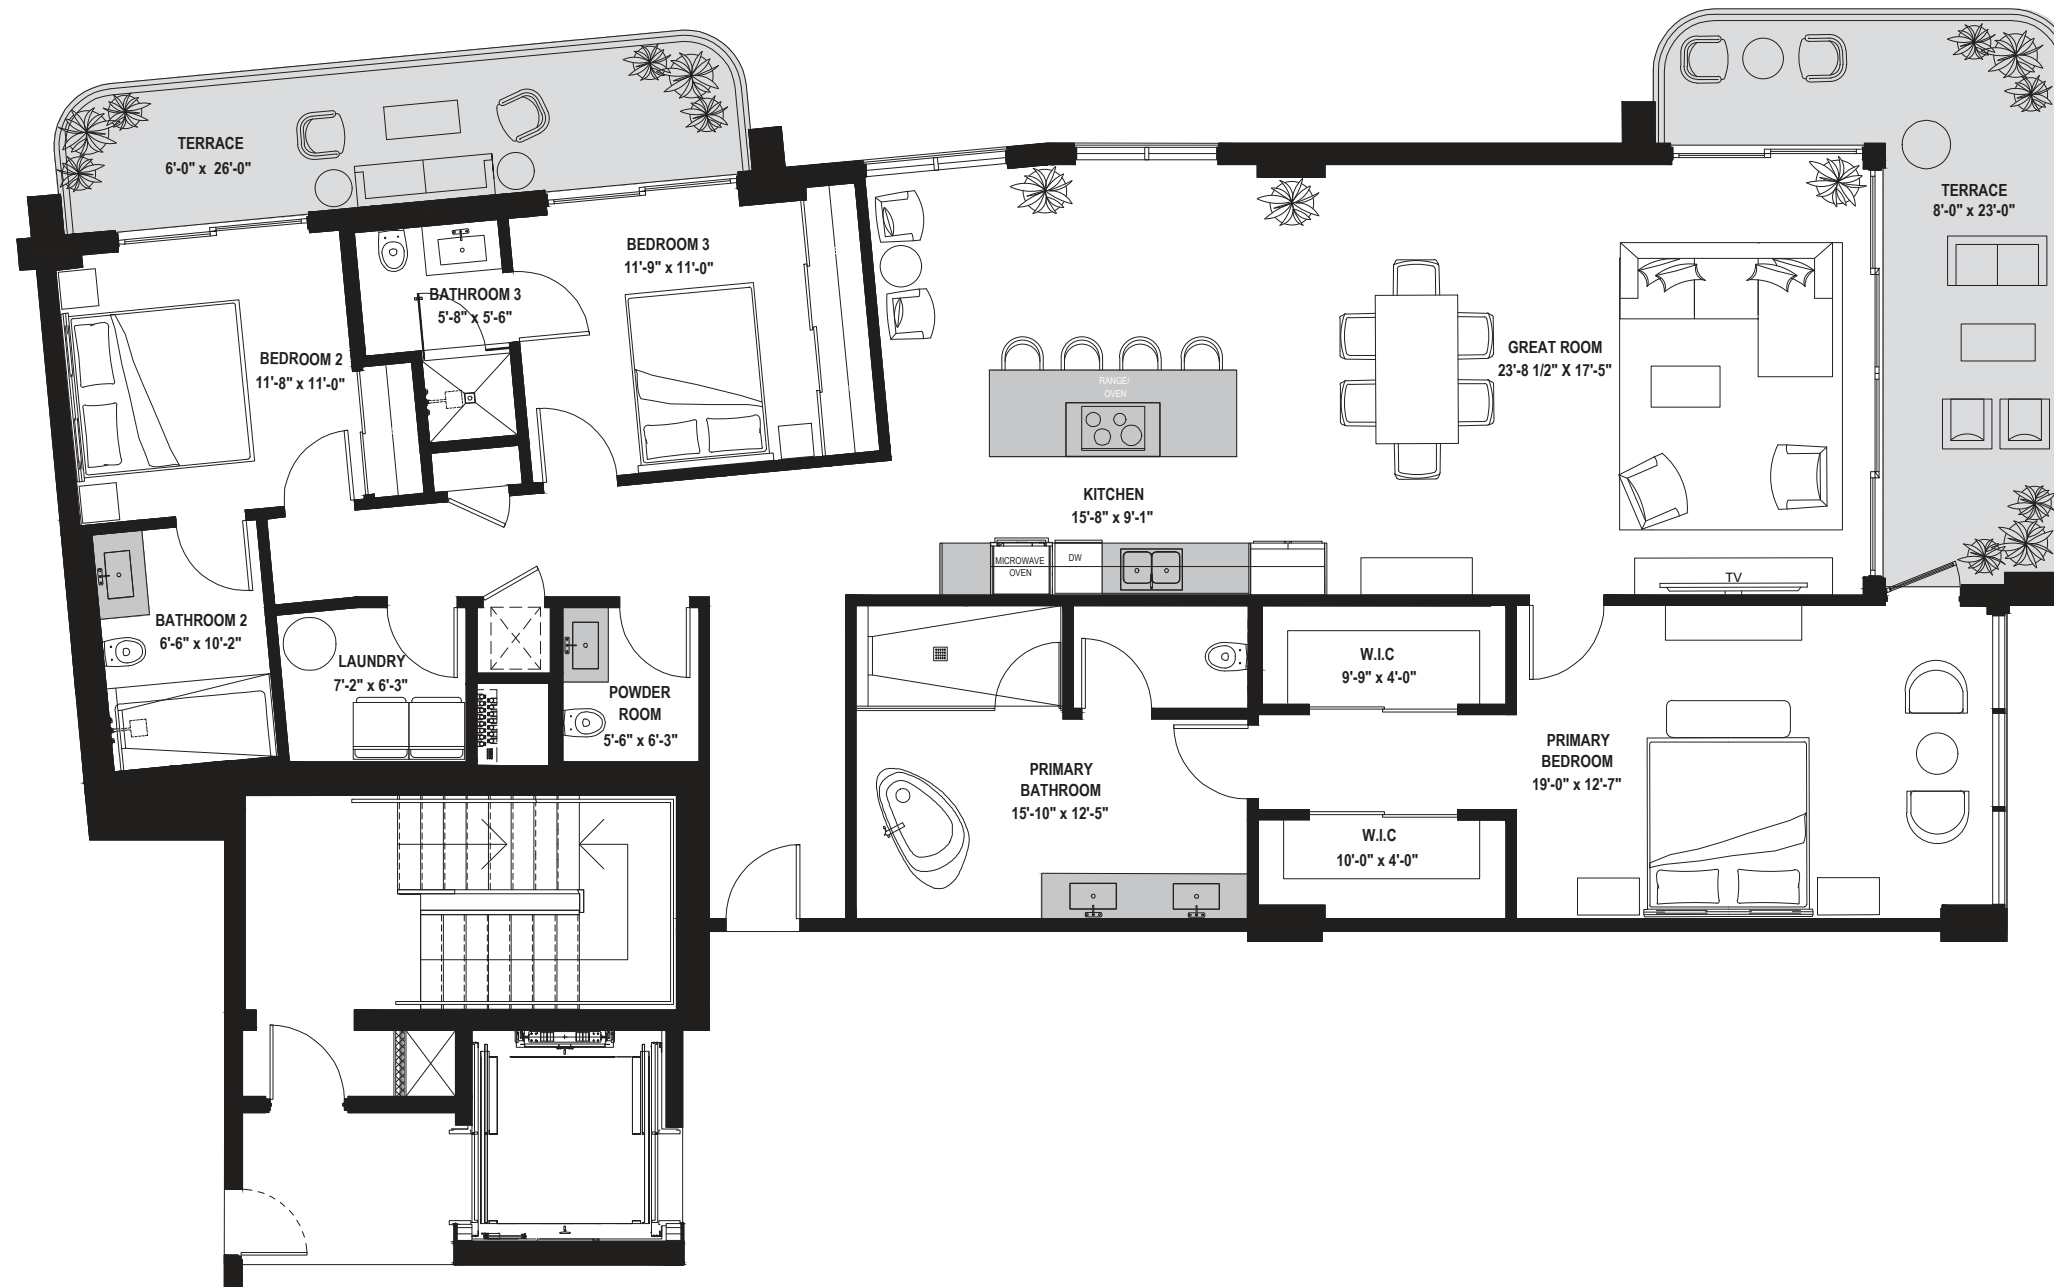 TERRACE
6'-0" x 26'-0"
BEDROOM 3
11'-9" x 11'-0"
BATHROOM 3
5'-8" x 5'-6"
BEDROOM 2
11'-8" x 11'-0"
TERRACE
8'-0" x 23'-0"
GREAT ROOM
23'-8 1/2" X 17'-5"
RANGE/
OVEN
KITCHEN
15'-8" x 9'-1"
MICROWAVE
OVEN
DW
TV
BATHROOM 2
6'-6" x 10'-2"
LAUNDRY
7'-2" x 6'-3"
POWDER
ROOM
5'-6" x 6'-3"
W.I.C
9'-9" x 4'-0"
PRIMARY
BATHROOM
15'-10" x 12'-5"
PRIMARY
BEDROOM
19'-0" x 12'-7"
W.I.C
10'-0" x 4'-0"